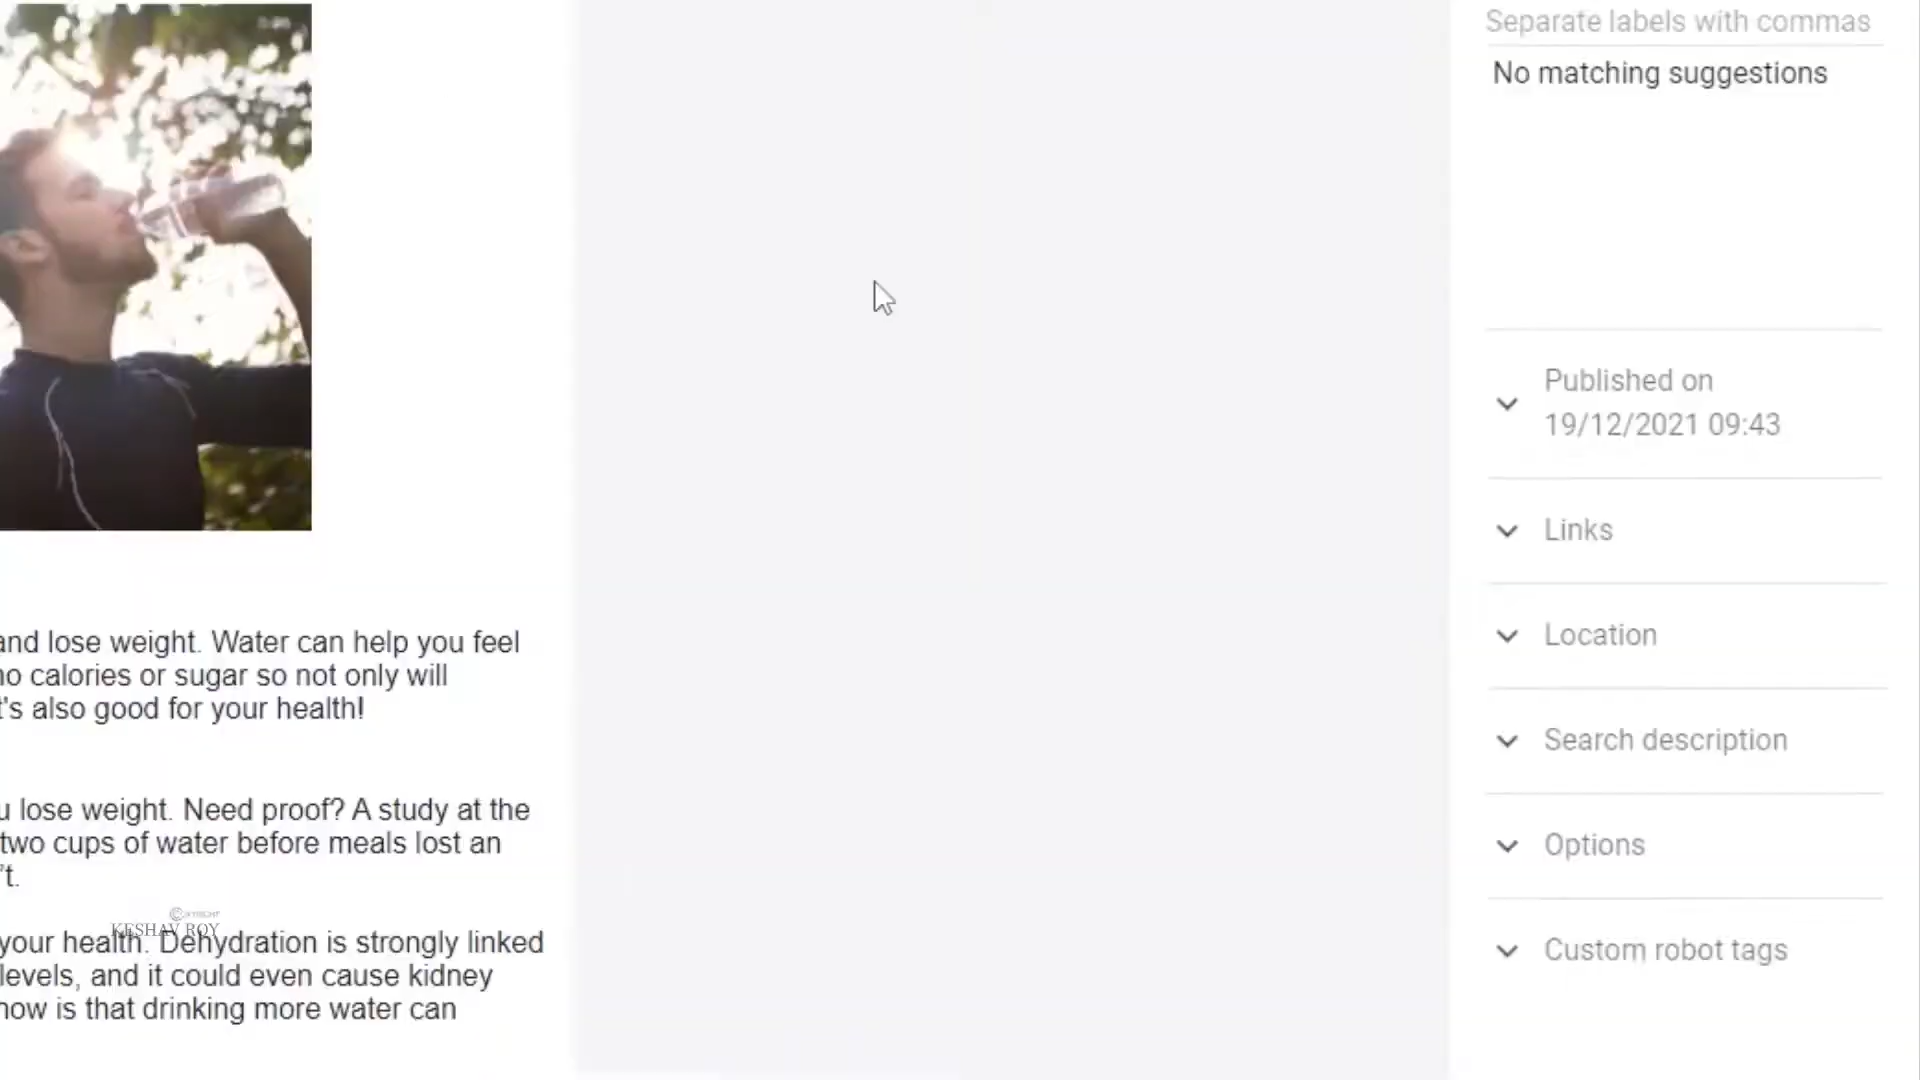 and lose weight. Water can help you feel
no calories or sugar so not only will
t's also good for your health!
u lose weight. Need proof? A study at the
two cups of water before meals lost an
't.
KESHAV ROY
your health. Dehydration is strongly linked
levels, and it could even cause kidney
now is that drinking more water can
Separate labels with commas
No matching suggestions
Published on
19/12/2021 09:43
Links
Location
Search description
Options
Custom robot tags